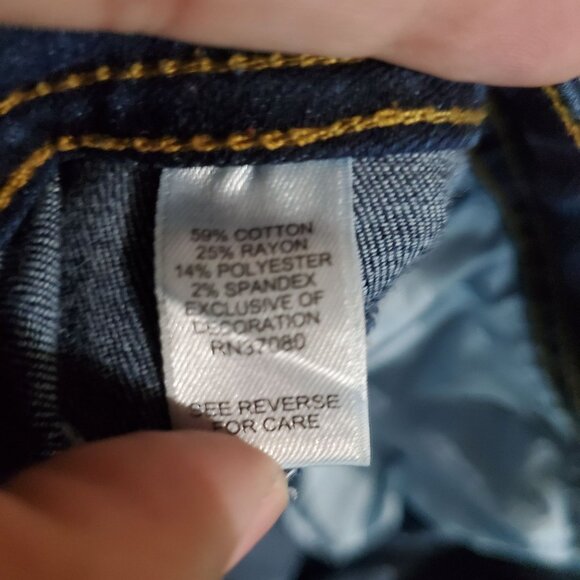 59% COTTON
25% RAYON
14% POLYESTER
2% SPANDEX
EXCLUSIVE OF
DECORATION
RN37080
SEE REVERSE
FOR CARE